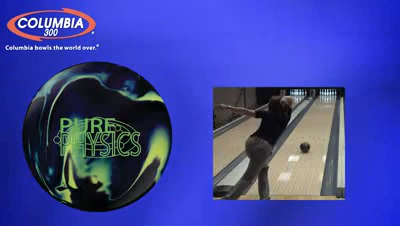 COLUMBIA
300
Columbia bowls the world over.®
PURE
PHYSICS